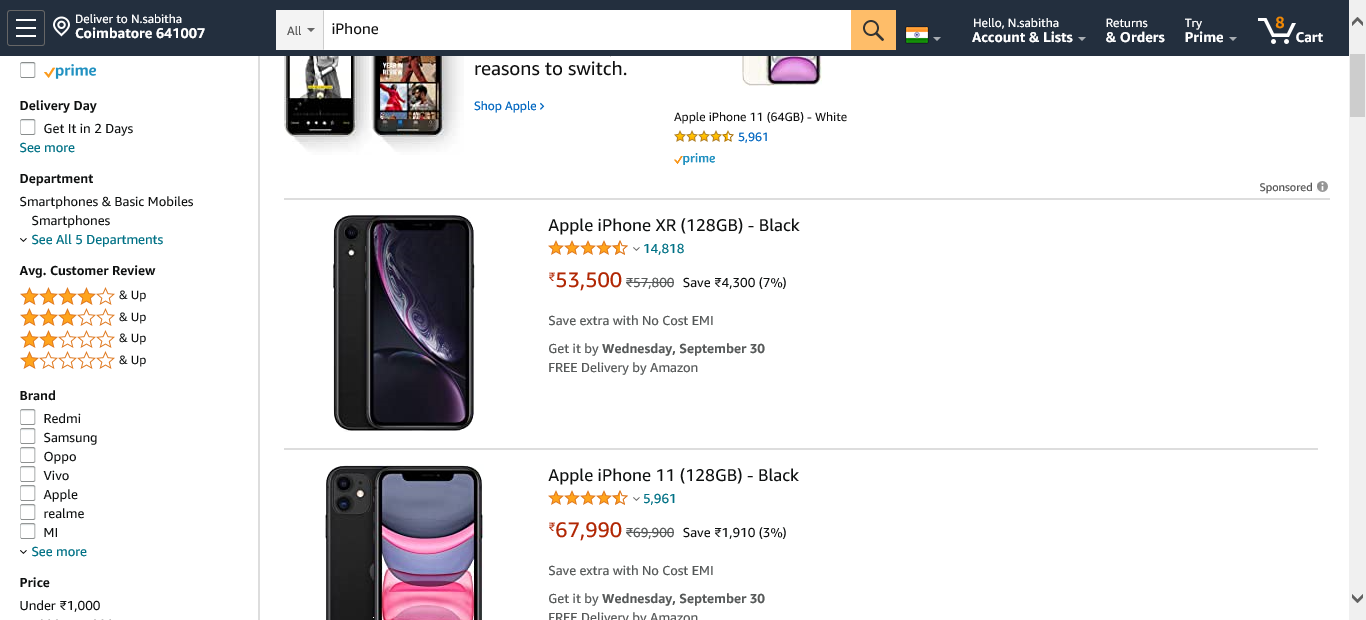 Deliver to N.sabitha
Coimbatore 641007
All
iPhone
Hello, N.sabitha
Account & Lists
Returns
& Orders
Try
Prime
8
Cart
prime
Delivery Day
Get It in 2 Days
See more
Department
Smartphones & Basic Mobiles
Smartphones
See All 5 Departments
Avg. Customer Review
& Up
& Up
& Up
& Up
Brand
Redmi
Samsung
Oppo
Vivo
Apple
realme
MI
See more
Price
Under ₹1,000
reasons to switch.
Shop Apple ›
Apple iPhone 11 (64GB) - White
5,961
prime
Sponsored
Apple iPhone XR (128GB) - Black
14,818
₹53,500 ₹57,800 Save ₹4,300 (7%)
Save extra with No Cost EMI
Get it by Wednesday, September 30
FREE Delivery by Amazon
Apple iPhone 11 (128GB) - Black
5,961
₹67,990 ₹69,900 Save ₹1,910 (3%)
Save extra with No Cost EMI
Get it by Wednesday, September 30
FREE Delivery by Amazon